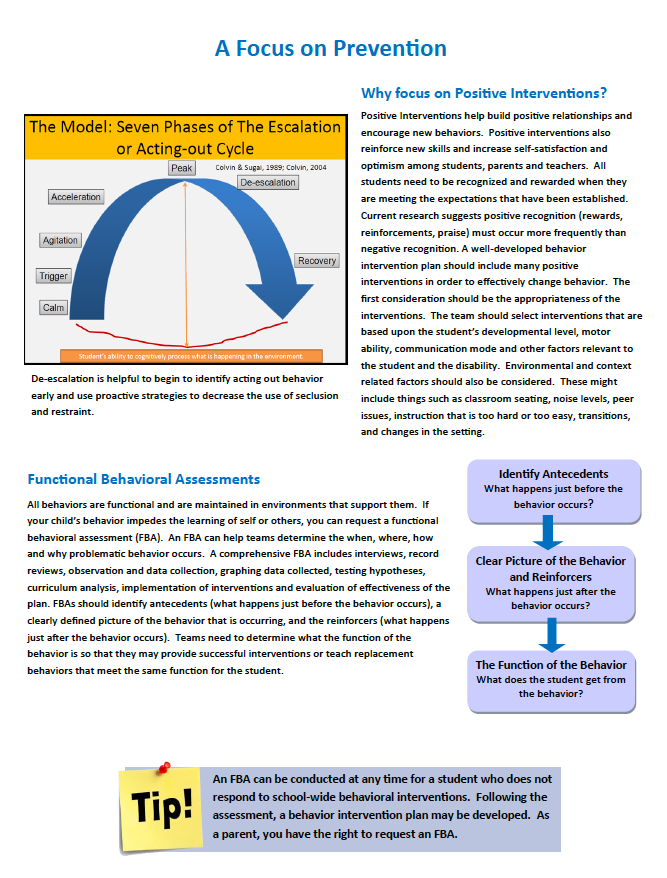 A Focus on Prevention
The Model: Seven Phases of The Escalation
or Acting-out Cycle
Colvin & Sugai, 1989; Colvin, 2004
Peak
De-escalation
Acceleration
Agitation
Recovery
Trigger
Calm
Student's ability to cognitively process what is happening in the environment.
De-escalation is helpful to begin to identify acting out behavior
early and use proactive strategies to decrease the use of seclusion
and restraint.
Why focus on Positive Interventions?
Positive Interventions help build positive relationships and
encourage new behaviors.  Positive interventions also
reinforce new skills and increase self-satisfaction and
optimism among students, parents and teachers.  All
students need to be recognized and rewarded when they
are meeting the expectations that have been established.
Current research suggests positive recognition (rewards,
reinforcements, praise) must occur more frequently than
negative recognition. A well-developed behavior
intervention plan should include many positive
interventions in order to effectively change behavior.  The
first consideration should be the appropriateness of the
interventions.  The team should select interventions that are
based upon the student's developmental level, motor
ability, communication mode and other factors relevant to
the student and the disability.  Environmental and context
related factors should also be considered.  These might
include things such as classroom seating, noise levels, peer
issues, instruction that is too hard or too easy, transitions,
and changes in the setting.
Functional Behavioral Assessments
All behaviors are functional and are maintained in environments that support them.  If
your child's behavior impedes the learning of self or others, you can request a functional
behavioral assessment (FBA).  An FBA can help teams determine the when, where, how
and why problematic behavior occurs.  A comprehensive FBA includes interviews, record
reviews, observation and data collection, graphing data collected, testing hypotheses,
curriculum analysis, implementation of interventions and evaluation of effectiveness of the
plan. FBAs should identify antecedents (what happens just before the behavior occurs), a
clearly defined picture of the behavior that is occurring, and the reinforcers (what happens
just after the behavior occurs).  Teams need to determine what the function of the
behavior is so that they may provide successful interventions or teach replacement
behaviors that meet the same function for the student.
Identify Antecedents
What happens just before the
behavior occurs?
Clear Picture of the Behavior
and Reinforcers
What happens just after the
behavior occurs?
The Function of the Behavior
What does the student get from
the behavior?
Tip!
An FBA can be conducted at any time for a student who does not
respond to school-wide behavioral interventions.  Following the
assessment, a behavior intervention plan may be developed.  As
a parent, you have the right to request an FBA.